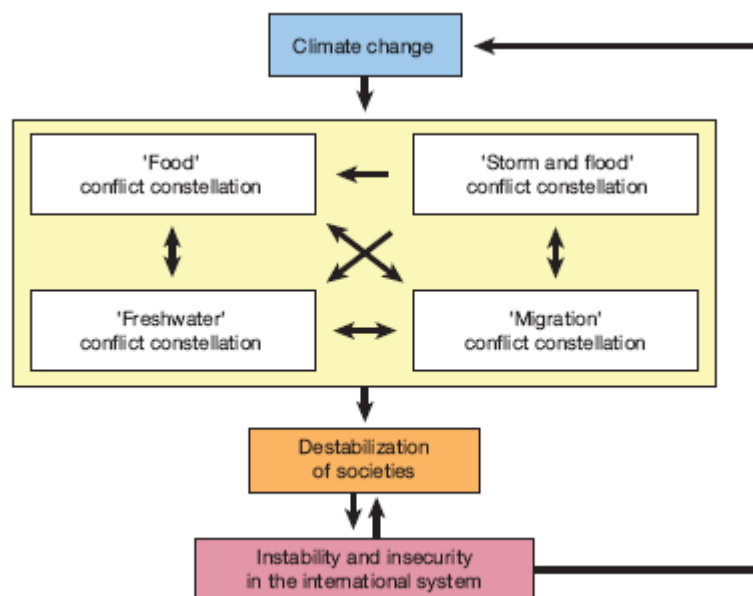 Climate change
'Food'
conflict constellation
'Storm and flood'
conflict constellation
'Freshwater'
conflict constellation
'Migration'
conflict constellation
Destabilization
of societies
Instability and insecurity
in the international system